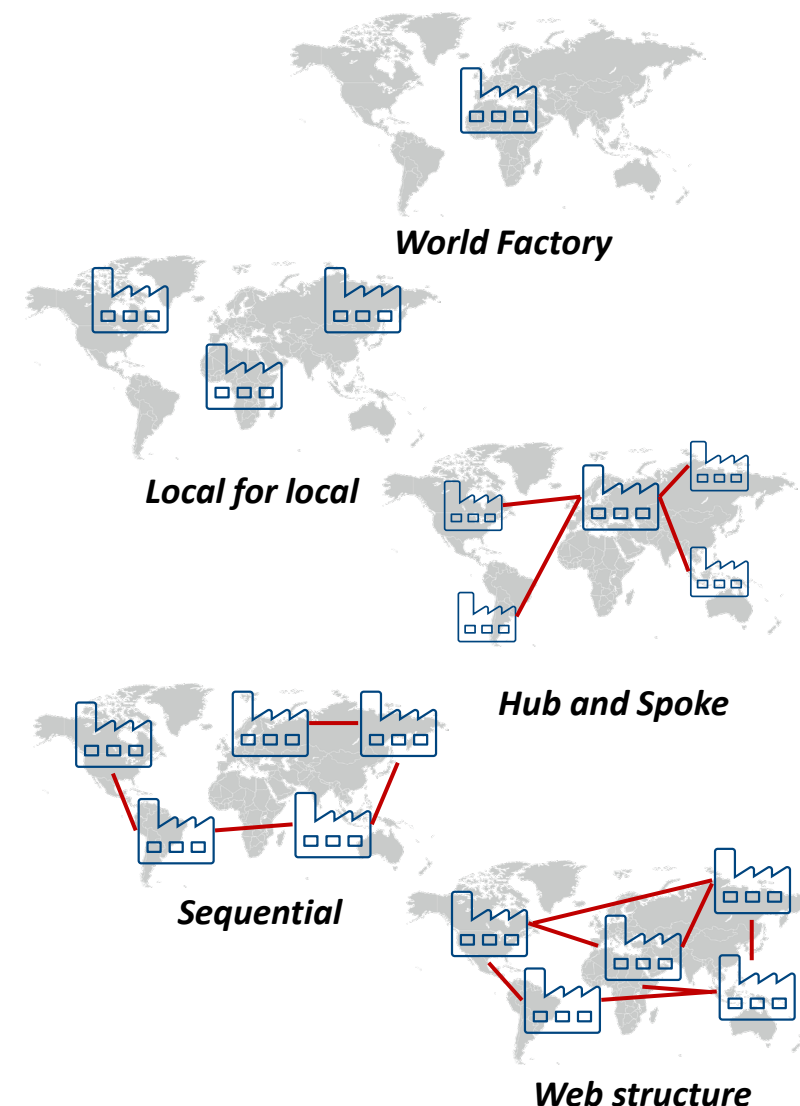 World Factory
Local for local
Hub and Spoke
Sequential
Web structure